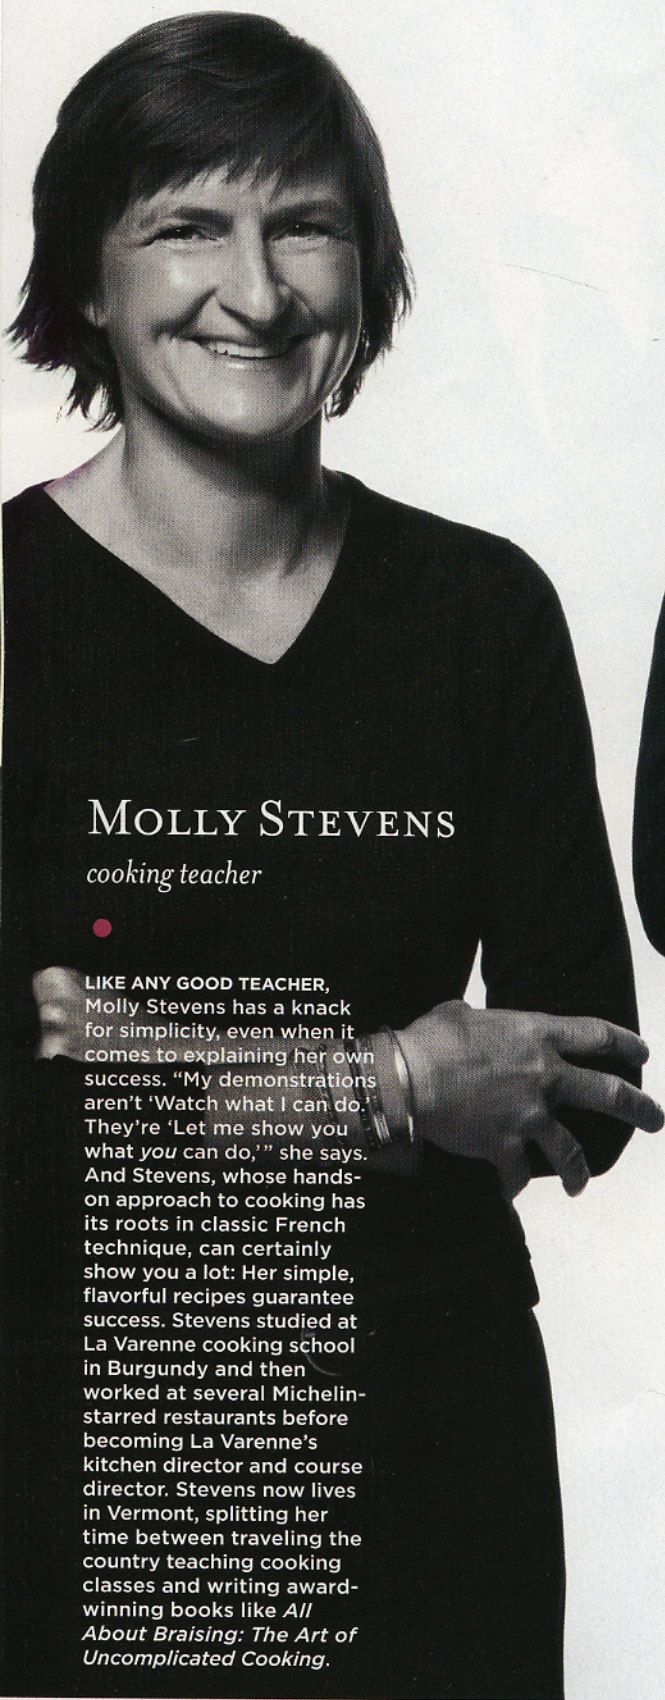 MOLLY STEVENS
cooking teacher
LIKE ANY GOOD TEACHER,
Molly Stevens has a knack
for simplicity, even when it
comes to explaining her own
success. “My demonstrations
aren’t ‘Watch what I can do.’
They’re ‘Let me show you
what you can do,’” she says.
And Stevens, whose hands-
on approach to cooking has
its roots in classic French
technique, can certainly
show you a lot: Her simple,
flavorful recipes guarantee
success. Stevens studied at
La Varenne cooking school
in Burgundy and then
worked at several Michelin-
starred restaurants before
becoming La Varenne’s
kitchen director and course
director. Stevens now lives
in Vermont, splitting her
time between traveling the
country teaching cooking
classes and writing award-
winning books like All
About Braising: The Art of
Uncomplicated Cooking.